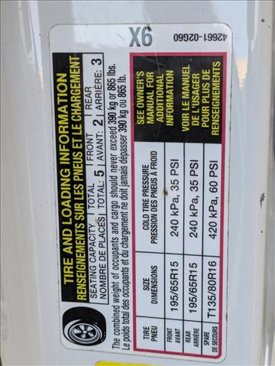 42661-02G60
X6
TIRE AND LOADING INFORMATION
RENSEIGNEMENTS SUR LES PNEUS ET LE CHARGEMENT
SEATING CAPACITY | TOTAL 5 | FRONT 2 | REAR 3
NOMBRE DE PLACES | TOTAL: 5 | AVANT: 2 | ARRIÈRE: 3
The combined weight of occupants and cargo should never exceed 390 kg or 865 lbs.
Le poids total des occupants et du chargement ne doit jamais dépasser 390 kg ou 865 lb.
TIRE SIZE COLD TIRE PRESSURE
PNEU DIMENSIONS PRESSION DES PNEUS À FROID
FRONT 195/65R15 240 kPa, 35 PSI
AVANT
REAR 195/65R15 240 kPa, 35 PSI
ARRIÈRE
SPARE T135/80R16 420 kPa, 60 PSI
DE SECOURS
SEE OWNER'S
MANUAL FOR
ADDITIONAL
INFORMATION
VOIR LE MANUEL
DE L'USAGER
POUR PLUS DE
RENSEIGNEMENTS